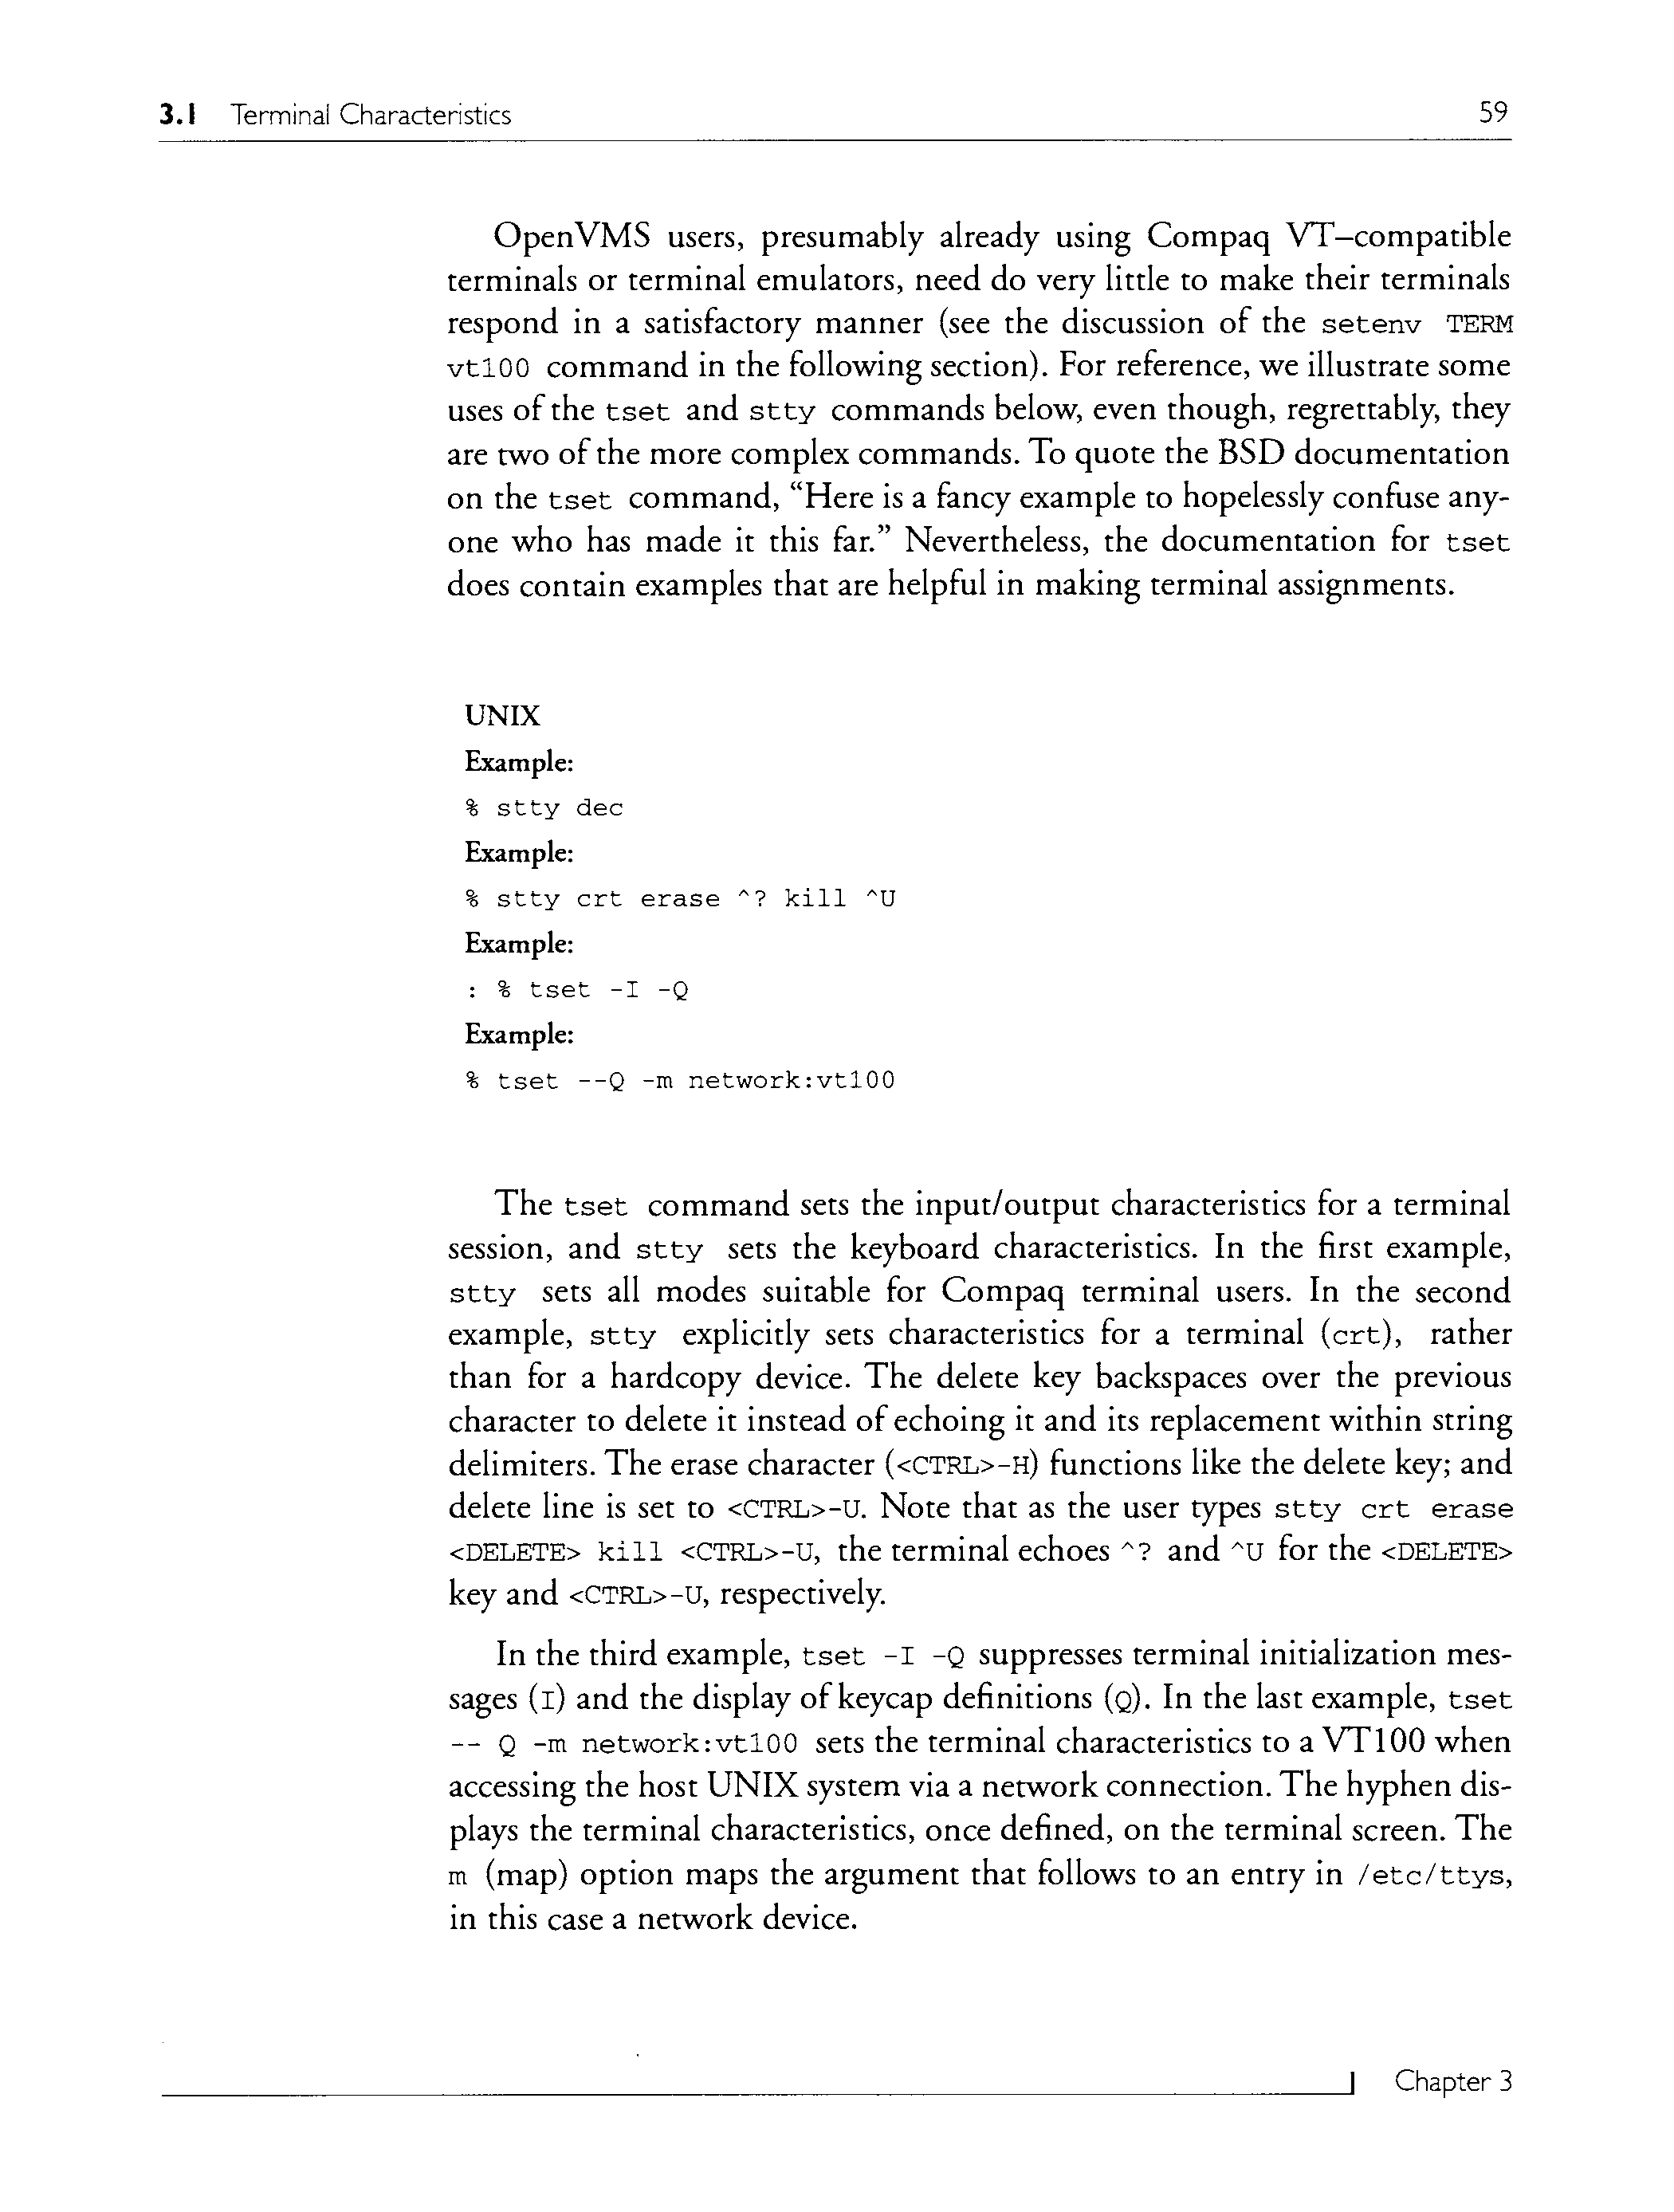 3.1 Terminal Characteristics 59
OpenVMS users, presumably already using Compaq VT–compatible
terminals or terminal emulators, need do very little to make their terminals
respond in a satisfactory manner (see the discussion of the setenv TERM
vt100 command in the following section). For reference, we illustrate some
uses of the tset and stty commands below, even though, regrettably, they
are two of the more complex commands. To quote the BSD documentation
on the tset command, “Here is a fancy example to hopelessly confuse any-
one who has made it this far.” Nevertheless, the documentation for tset
does contain examples that are helpful in making terminal assignments.
UNIX
Example:
% stty dec
Example:
% stty crt erase ^? kill ^U
Example:
: % tset -I -Q
Example:
% tset --Q -m network:vt100
The tset command sets the input/output characteristics for a terminal
session, and stty sets the keyboard characteristics. In the first example,
stty sets all modes suitable for Compaq terminal users. In the second
example, stty explicitly sets characteristics for a terminal (crt), rather
than for a hardcopy device. The delete key backspaces over the previous
character to delete it instead of echoing it and its replacement within string
delimiters. The erase character (<CTRL>-H) functions like the delete key; and
delete line is set to <CTRL>-U. Note that as the user types stty crt erase
<DELETE> kill <CTRL>-U, the terminal echoes ^? and ^U for the <DELETE>
key and <CTRL>-U, respectively.
In the third example, tset -I -Q suppresses terminal initialization mes-
sages (I) and the display of keycap definitions (Q). In the last example, tset
-- Q -m network:vt100 sets the terminal characteristics to a VT100 when
accessing the host UNIX system via a network connection. The hyphen dis-
plays the terminal characteristics, once defined, on the terminal screen. The
m (map) option maps the argument that follows to an entry in /etc/ttys,
in this case a network device.
Chapter 3